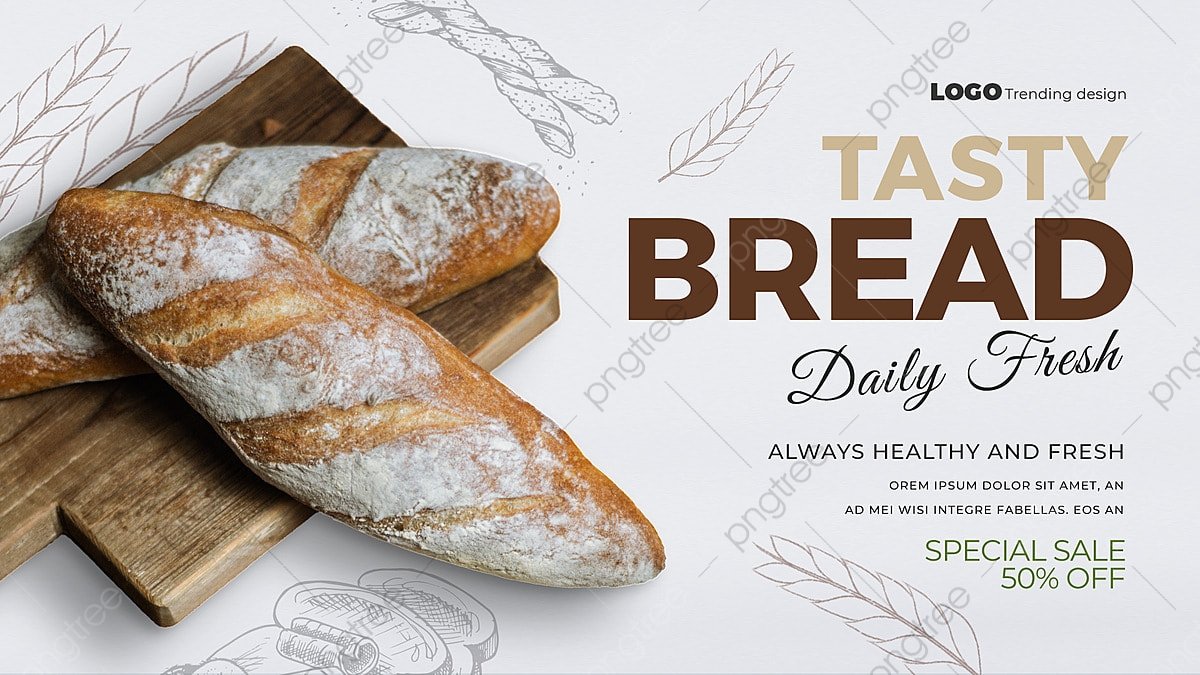 LOGO Trending design
TASTY
BREAD
Daily Fresh
ALWAYS HEALTHY AND FRESH
OREM IPSUM DOLOR SIT AMET, AN
AD MEI WISI INTEGRE FABELLAS. EOS AN
SPECIAL SALE
50% OFF
pngtree